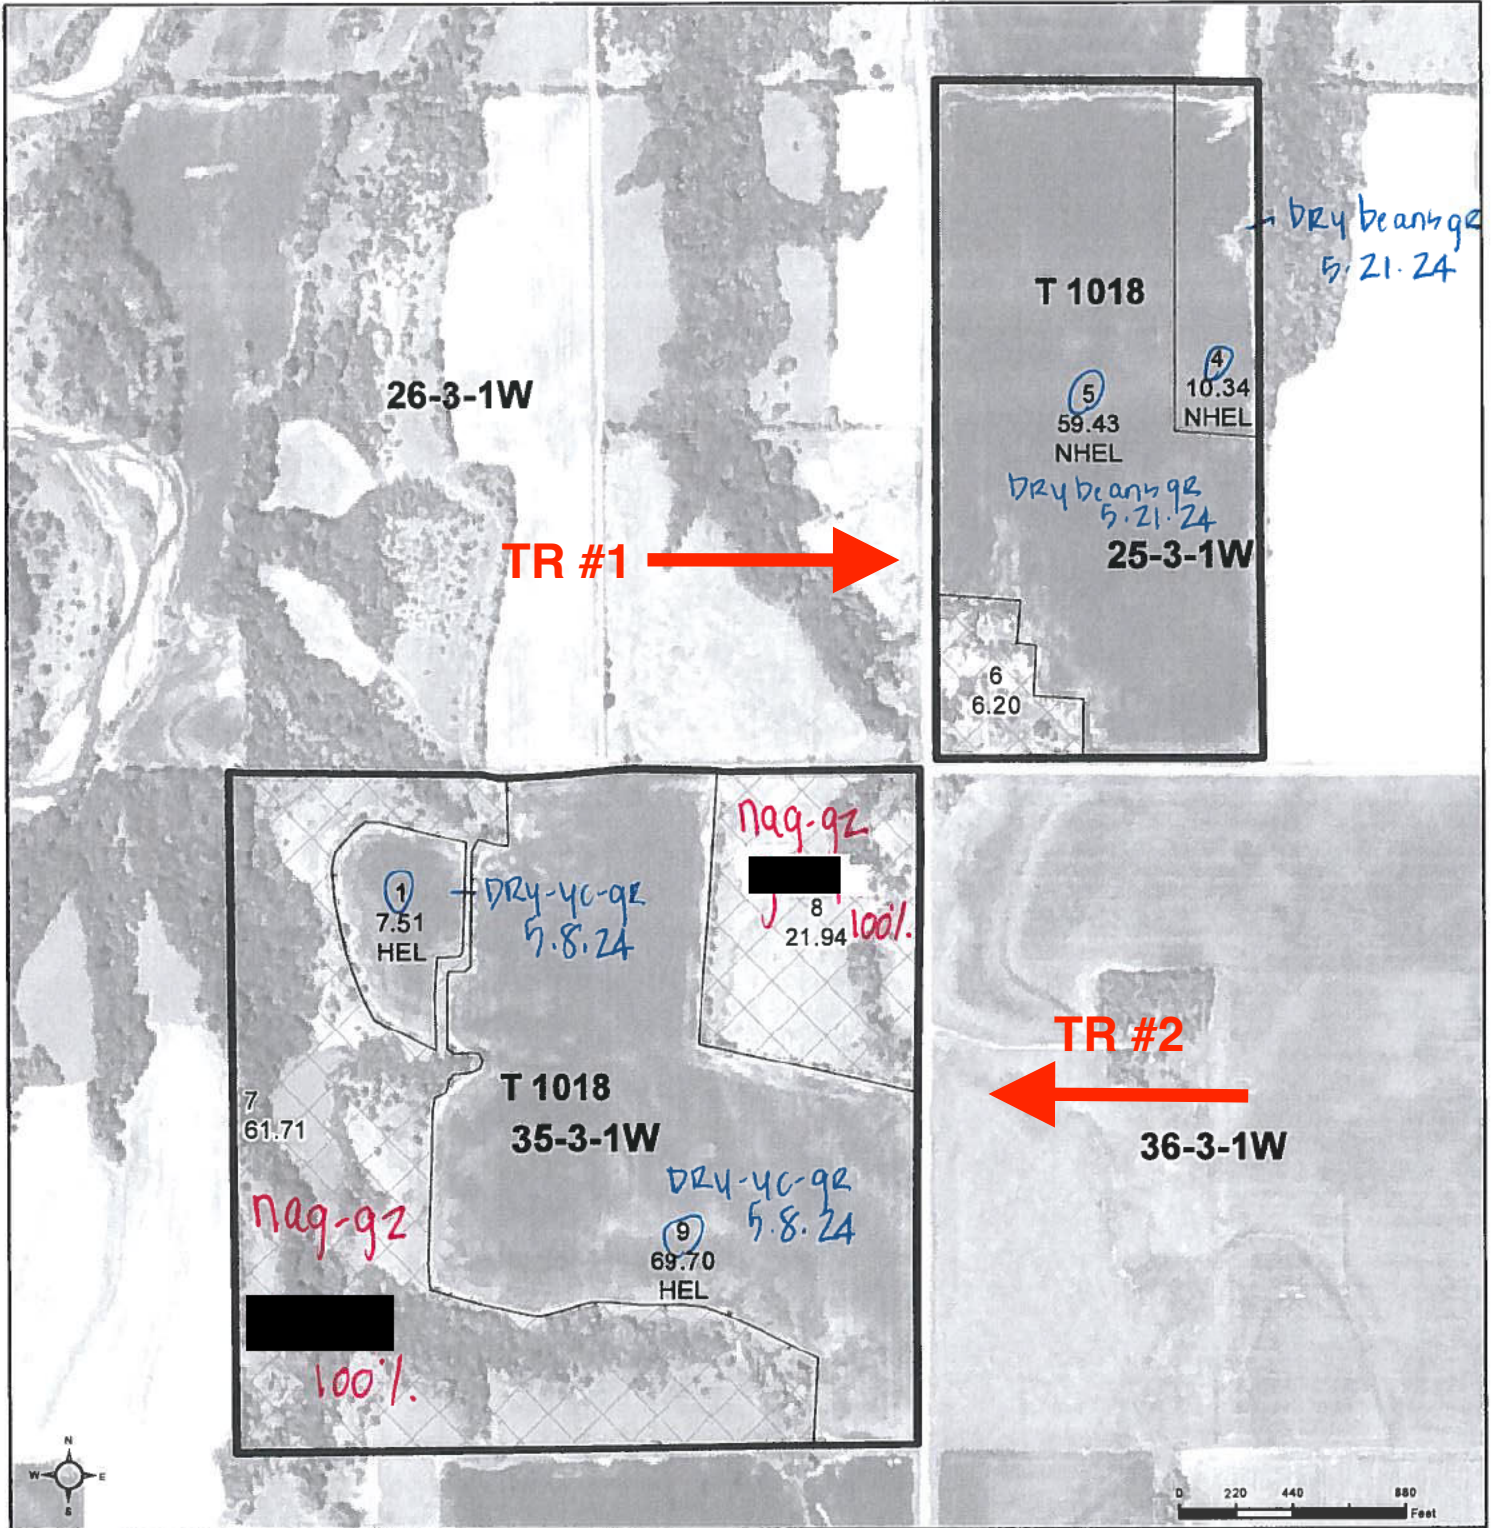 DRY beans gR
5.21.24
T 1018
4
10.34
NHEL
26-3-1W
5
59.43
NHEL
DRY beans gR
5.21.24
TR #1
25-3-1W
6
6.20
nag-gz
1
7.51
HEL
DRY-YC-gR
5.8.24
8
21.94
100%
TR #2
T 1018
7
61.71
35-3-1W
36-3-1W
DRY-YC-gR
5.8.24
nag-gz
9
69.70
HEL
100%
N
W E
S
0 220 440 880
Feet